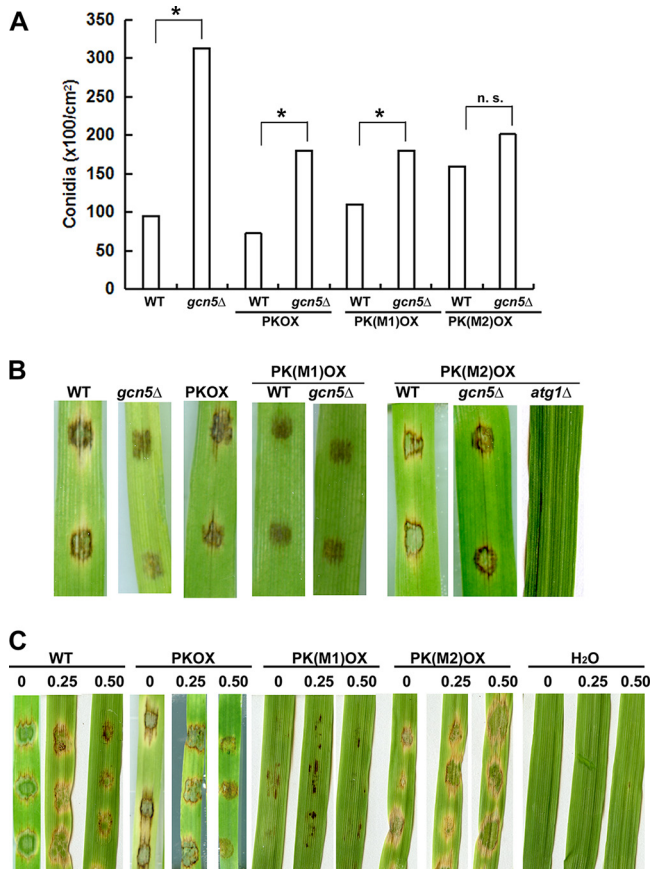 A
350
300
250
200
150
100
50
0
Conidia (x100/cm²)
*
*
*
n. s.
WT gcn5Δ WT gcn5Δ WT gcn5Δ WT gcn5Δ
PKOX PK(M1)OX PK(M2)OX
B
PK(M1)OX PK(M2)OX
WT gcn5Δ PKOX WT gcn5Δ WT gcn5Δ atg1Δ
C
WT PKOX PK(M1)OX PK(M2)OX H₂O
0 0.25 0.50 0 0.25 0.50 0 0.25 0.50 0 0.25 0.50 0 0.25 0.50